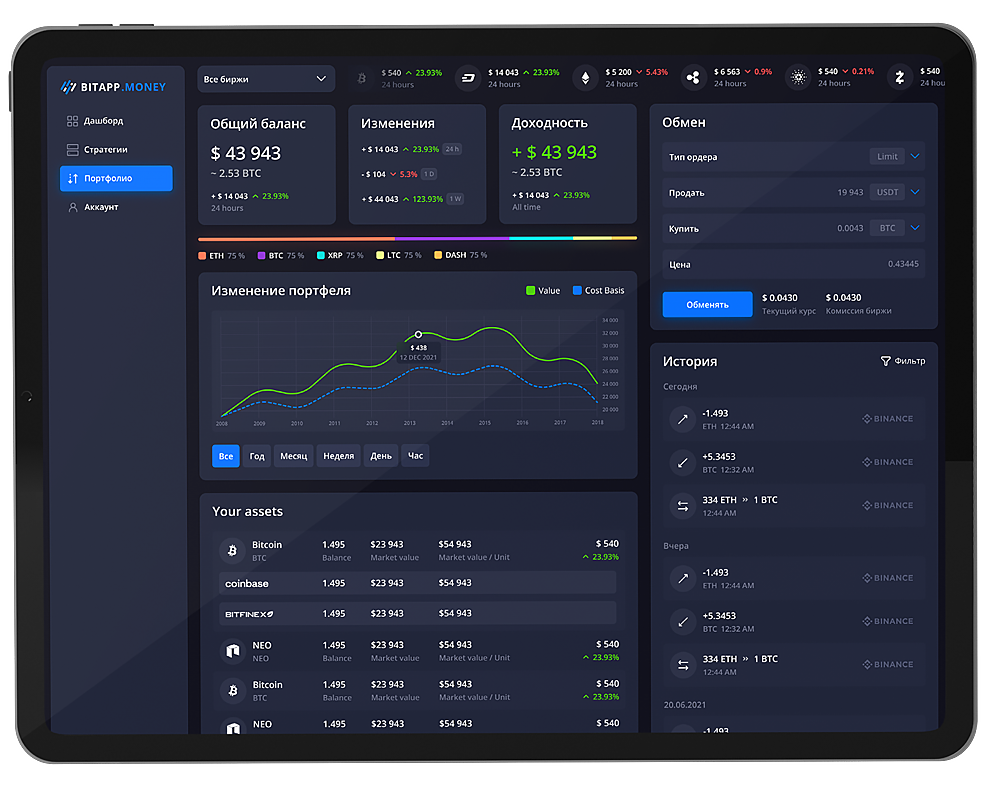 BITAPP.MONEY
Дашборд
Стратегии
Портфолио
Аккаунт
Все биржи
$ 540 23.93%
24 hours
$ 14 043 23.93%
24 hours
$ 5 200 5.43%
24 hours
$ 6 563 0.9%
24 hours
$ 540 0.21%
24 hours
$ 540
24 hou
Общий баланс
$ 43 943
~ 2.53 BTC
+ $ 14 043 23.93%
24 hours
Изменения
+ $ 14 043 23.93% 24 h
- $ 104 5.3% 1 D
+ $ 44 043 123.93% 1 W
Доходность
+ $ 43 943
~ 2.53 BTC
+ $ 14 043 23.93%
All time
ETH 75 % BTC 75 % XRP 75 % LTC 75 % DASH 75 %
Изменение портфеля
Value Cost Basis
34 000
32 000
30 000
28 000
26 000
24 000
22 000
20 000
$ 438
12 DEC 2021
2008 2009 2010 2011 2012 2013 2014 2015 2016 2017 2018
Все Год Месяц Неделя День Час
Your assets
Bitcoin 1.495 $23 943 $54 943 $ 540
BTC Balance Market value Market value / Unit 23.93%
coinbase 1.495 $23 943 $54 943
BITFINEX 1.495 $23 943 $54 943
NEO 1.495 $23 943 $54 943 $ 540
NEO Balance Market value Market value / Unit 23.93%
Bitcoin 1.495 $23 943 $54 943 $ 540
BTC Balance Market value Market value / Unit 23.93%
NEO 1.495 $23 943 $54 943 $ 540
Обмен
Тип ордера Limit
Продать 19 943 USDT
Купить 0.0043 BTC
Цена 0.43445
Обменять
$ 0.0430
Текущий курс
$ 0.0430
Комиссия биржи
История Фильтр
Сегодня
-1.493
ETH 12:44 AM
BINANCE
+5.3453
BTC 12:32 AM
BINANCE
334 ETH » 1 BTC
12:44 AM
BINANCE
Вчера
-1.493
ETH 12:44 AM
BINANCE
+5.3453
BTC 12:32 AM
BINANCE
334 ETH » 1 BTC
12:44 AM
BINANCE
20.06.2021
-1.493